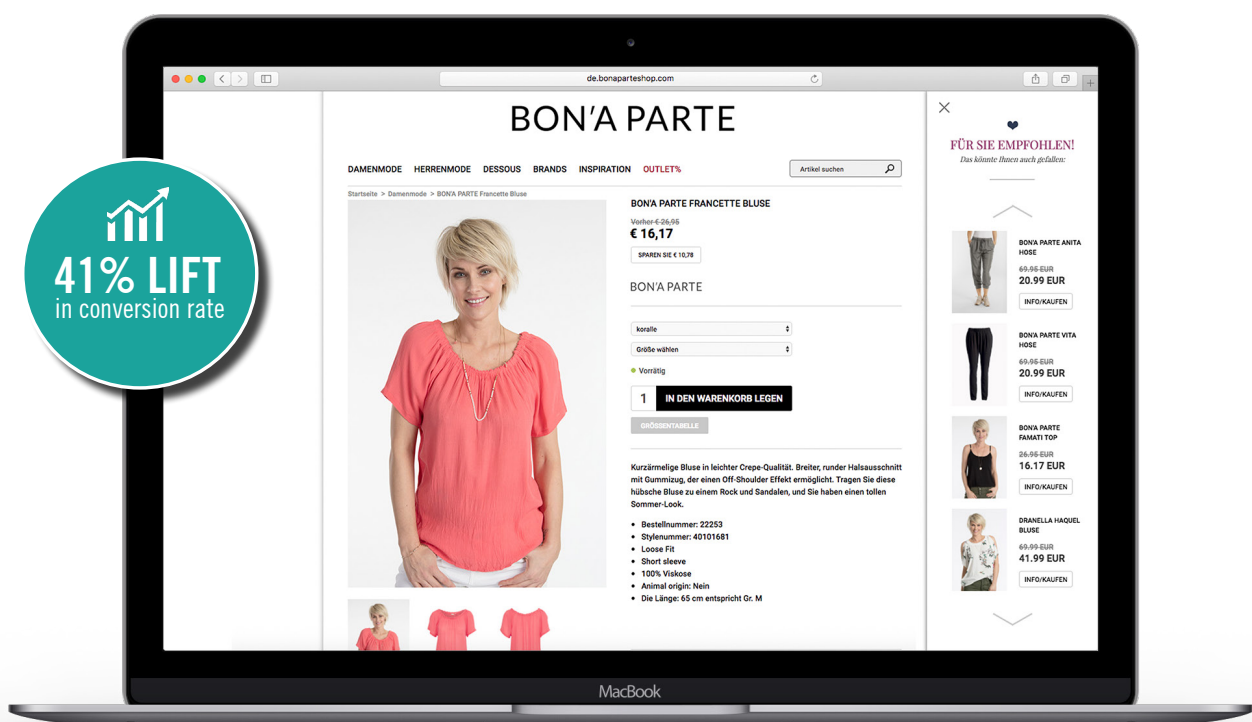 de.bonaparteshop.com
BON'A PARTE
DAMENMODE HERRENMODE DESSOUS BRANDS INSPIRATION OUTLET%
Artikel suchen
Startseite > Damenmode > BON'A PARTE Francette Bluse
BON'A PARTE FRANCETTE BLUSE
Vorher € 26,95
€ 16,17
SPAREN SIE € 10,78
BON'A PARTE
koralle
Größe wählen
Vorrätig
1 IN DEN WARENKORB LEGEN
GRÖSSENTABELLE
Kurzärmelige Bluse in leichter Crepe-Qualität. Breiter, runder Halsausschnitt
mit Gummizug, der einen Off-Shoulder Effekt ermöglicht. Tragen Sie diese
hübsche Bluse zu einem Rock und Sandalen, und Sie haben einen tollen
Sommer-Look.
• Bestellnummer: 22253
• Stylenummer: 40101681
• Loose Fit
• Short sleeve
• 100% Viskose
• Animal origin: Nein
• Die Länge: 65 cm entspricht Gr. M
FÜR SIE EMPFOHLEN!
Das könnte Ihnen auch gefallen:
BON'A PARTE ANITA
HOSE
69.95 EUR
20.99 EUR
INFO/KAUFEN
BON'A PARTE VITA
HOSE
69.95 EUR
20.99 EUR
INFO/KAUFEN
BON'A PARTE
FAMATI TOP
26.95 EUR
16.17 EUR
INFO/KAUFEN
DRANELLA HAQUEL
BLUSE
69.99 EUR
41.99 EUR
INFO/KAUFEN
41% LIFT
in conversion rate
MacBook